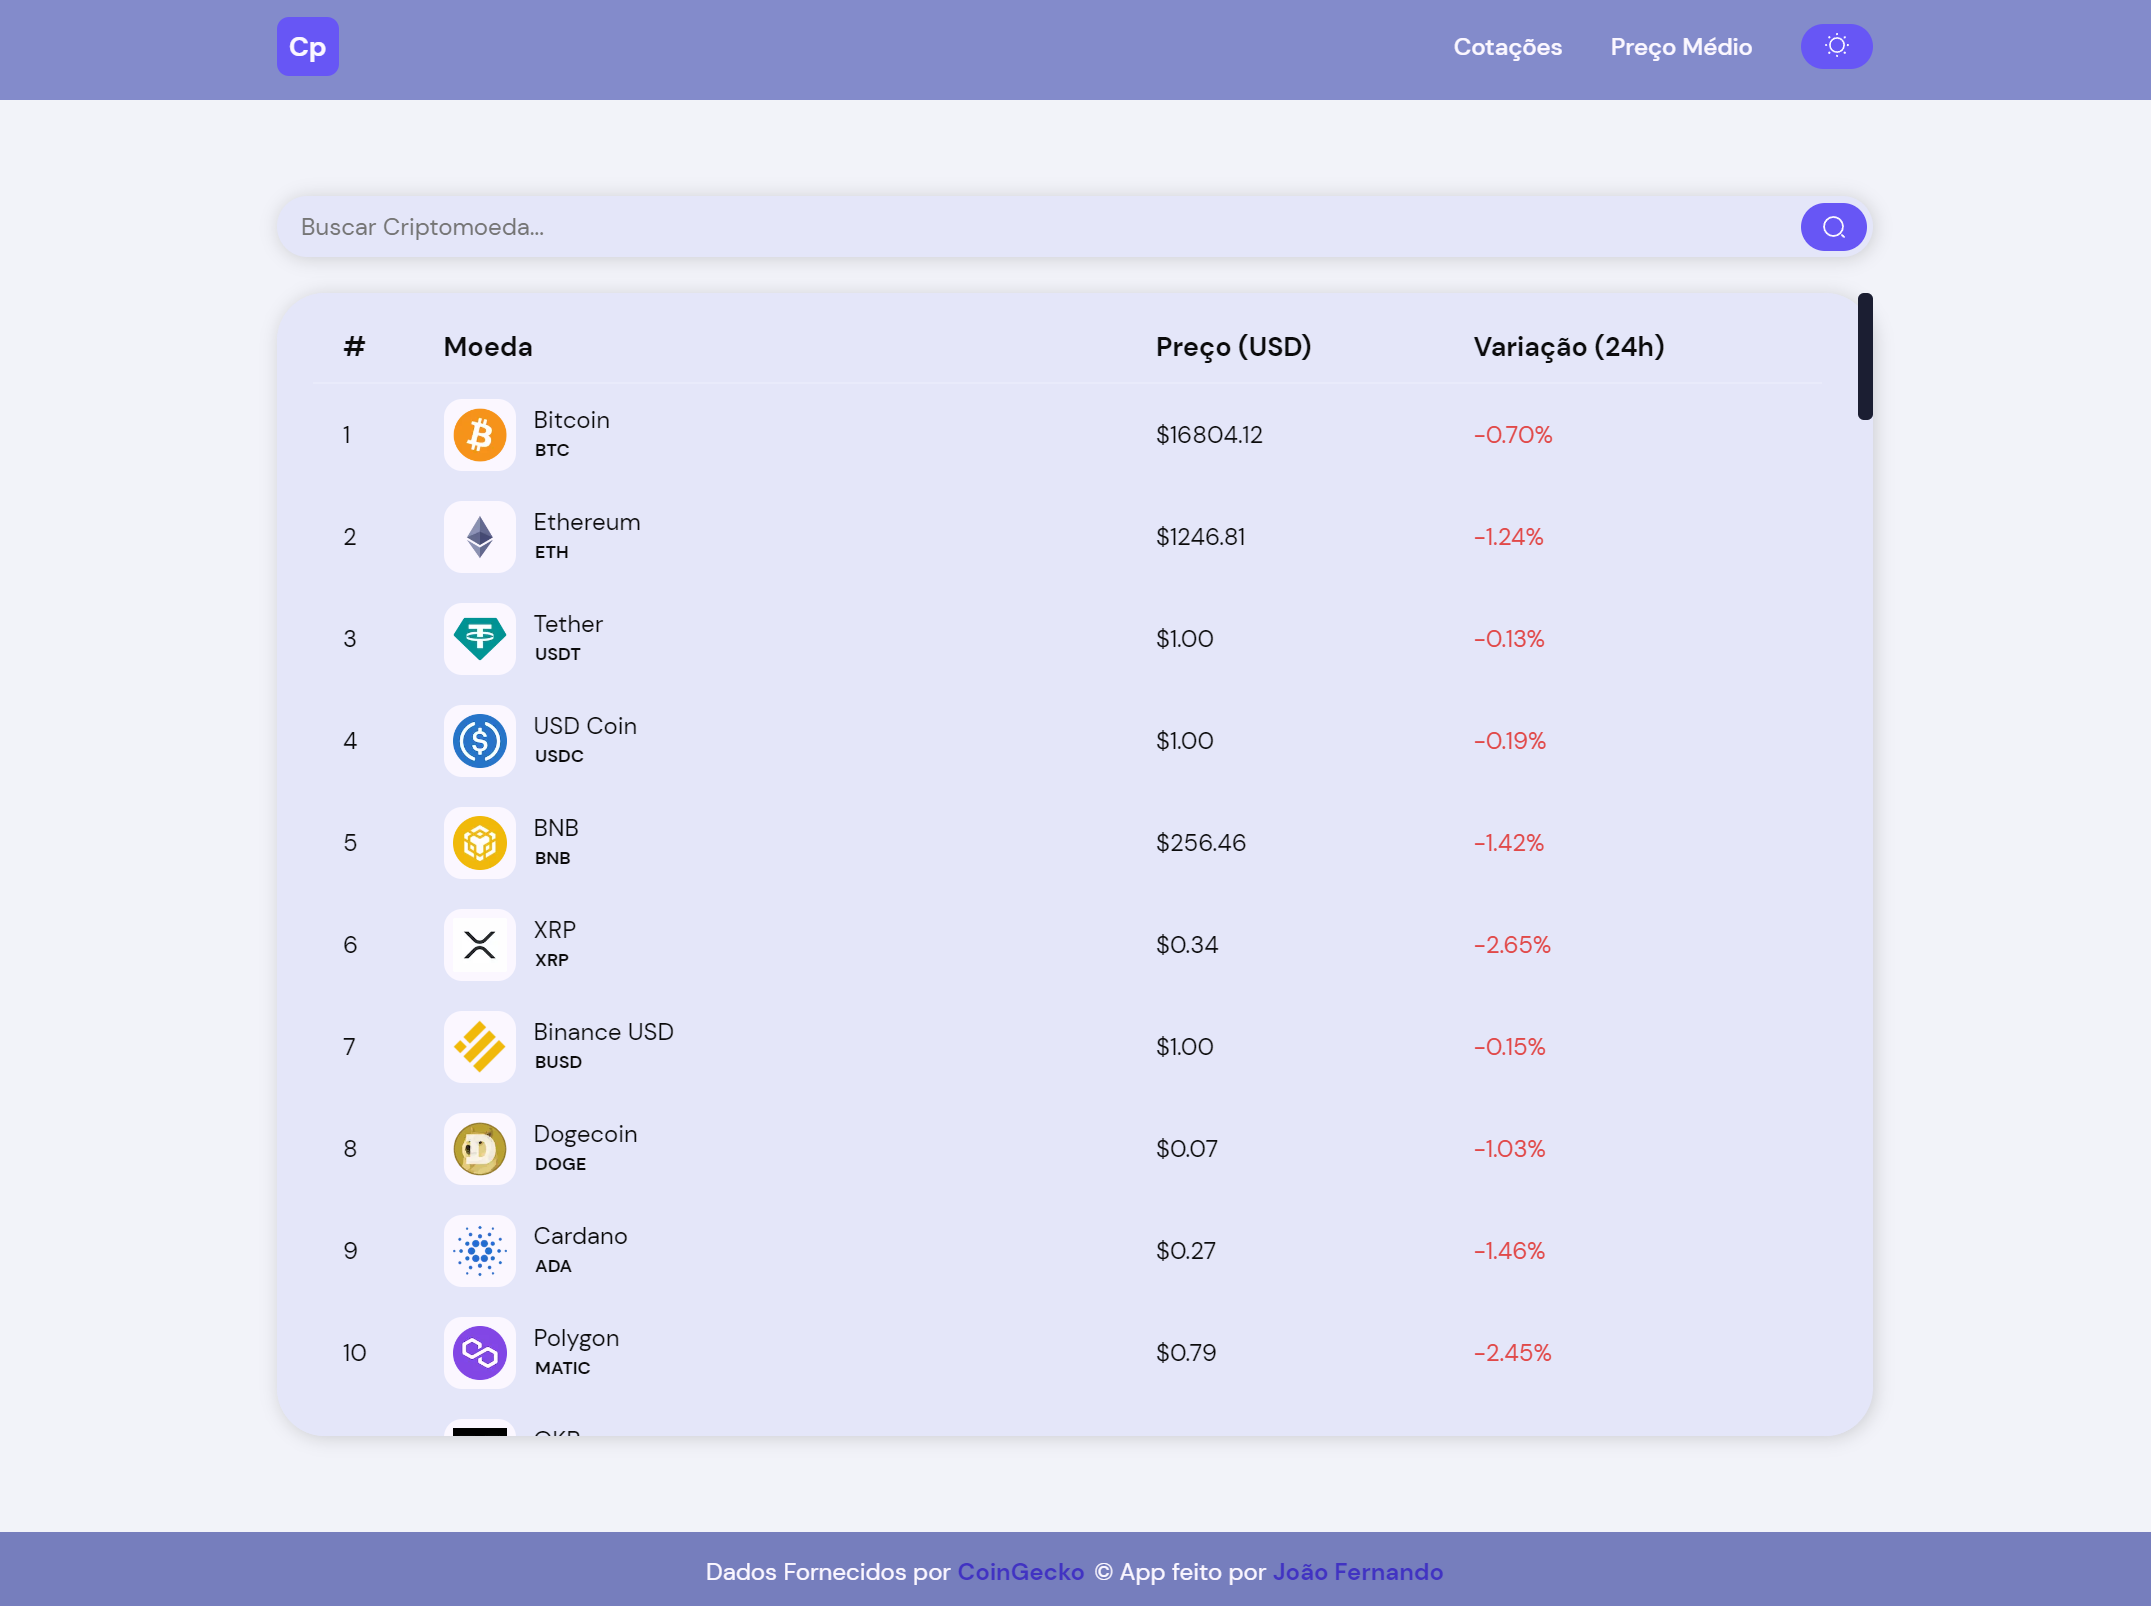 Cp
Cotações Preço Médio
Buscar Criptomoeda...
# Moeda Preço (USD) Variação (24h)
1 Bitcoin BTC $16804.12 -0.70%
2 Ethereum ETH $1246.81 -1.24%
3 Tether USDT $1.00 -0.13%
4 USD Coin USDC $1.00 -0.19%
5 BNB BNB $256.46 -1.42%
6 XRP XRP $0.34 -2.65%
7 Binance USD BUSD $1.00 -0.15%
8 Dogecoin DOGE $0.07 -1.03%
9 Cardano ADA $0.27 -1.46%
10 Polygon MATIC $0.79 -2.45%
Dados Fornecidos por CoinGecko © App feito por João Fernando